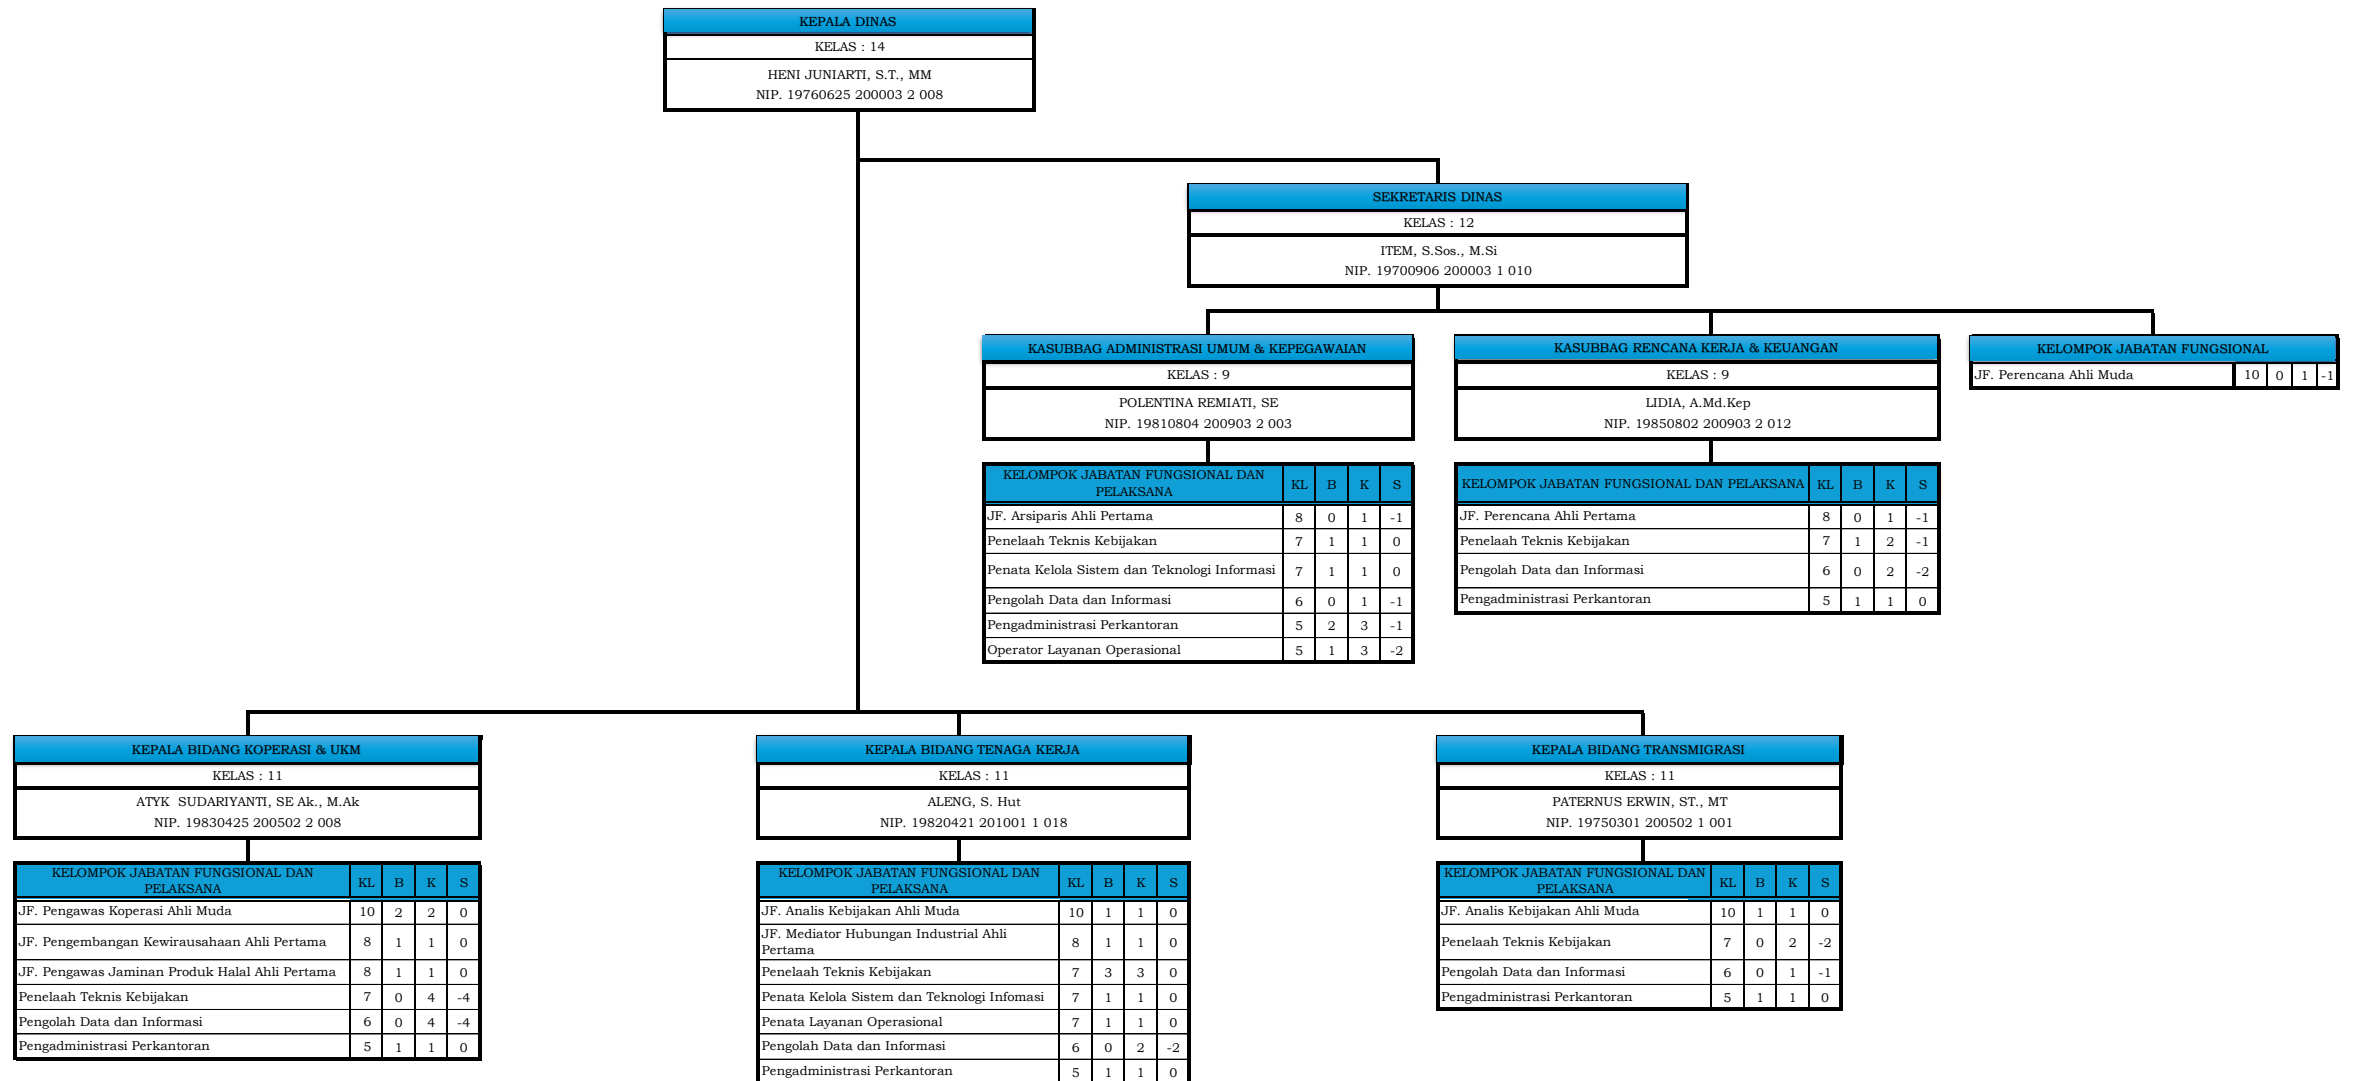 KEPALA DINAS
KELAS : 14
HENI JUNIARTI, S.T., MM
NIP. 19760625 200003 2 008
SEKRETARIS DINAS
KELAS : 12
ITEM, S.Sos., M.Si
NIP. 19700906 200003 1 010
KASUBBAG ADMINISTRASI UMUM & KEPEGAWAIAN
KELAS : 9
POLENTINA REMIATI, SE
NIP. 19810804 200903 2 003
KELOMPOK JABATAN FUNGSIONAL DAN
PELAKSANA KL B K S
JF. Arsiparis Ahli Pertama 8 0 1 -1
Penelaah Teknis Kebijakan 7 1 1 0
Penata Kelola Sistem dan Teknologi Informasi 7 1 1 0
Pengolah Data dan Informasi 6 0 1 -1
Pengadministrasi Perkantoran 5 2 3 -1
Operator Layanan Operasional 5 1 3 -2
KASUBBAG RENCANA KERJA & KEUANGAN
KELAS : 9
LIDIA, A.Md.Kep
NIP. 19850802 200903 2 012
KELOMPOK JABATAN FUNGSIONAL DAN PELAKSANA KL B K S
JF. Perencana Ahli Pertama 8 0 1 -1
Penelaah Teknis Kebijakan 7 1 2 -1
Pengolah Data dan Informasi 6 0 2 -2
Pengadministrasi Perkantoran 5 1 1 0
KELOMPOK JABATAN FUNGSIONAL
JF. Perencana Ahli Muda 10 0 1 -1
KEPALA BIDANG KOPERASI & UKM
KELAS : 11
ATYK  SUDARIYANTI, SE Ak., M.Ak
NIP. 19830425 200502 2 008
KELOMPOK JABATAN FUNGSIONAL DAN
PELAKSANA KL B K S
JF. Pengawas Koperasi Ahli Muda 10 2 2 0
JF. Pengembangan Kewirausahaan Ahli Pertama 8 1 1 0
JF. Pengawas Jaminan Produk Halal Ahli Pertama 8 1 1 0
Penelaah Teknis Kebijakan 7 0 4 -4
Pengolah Data dan Informasi 6 0 4 -4
Pengadministrasi Perkantoran 5 1 1 0
KEPALA BIDANG TENAGA KERJA
KELAS : 11
ALENG, S. Hut
NIP. 19820421 201001 1 018
KELOMPOK JABATAN FUNGSIONAL DAN
PELAKSANA KL B K S
JF. Analis Kebijakan Ahli Muda 10 1 1 0
JF. Mediator Hubungan Industrial Ahli
Pertama 8 1 1 0
Penelaah Teknis Kebijakan 7 3 3 0
Penata Kelola Sistem dan Teknologi Infomasi 7 1 1 0
Penata Layanan Operasional 7 1 1 0
Pengolah Data dan Informasi 6 0 2 -2
Pengadministrasi Perkantoran 5 1 1 0
KEPALA BIDANG TRANSMIGRASI
KELAS : 11
PATERNUS ERWIN, ST., MT
NIP. 19750301 200502 1 001
KELOMPOK JABATAN FUNGSIONAL DAN
PELAKSANA KL B K S
JF. Analis Kebijakan Ahli Muda 10 1 1 0
Penelaah Teknis Kebijakan 7 0 2 -2
Pengolah Data dan Informasi 6 0 1 -1
Pengadministrasi Perkantoran 5 1 1 0